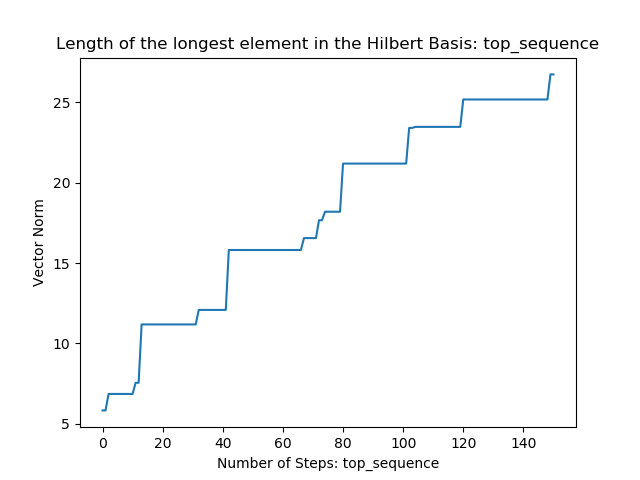 Length of the longest element in the Hilbert Basis: top_sequence
25
20
15
10
5
Vector Norm
0 20 40 60 80 100 120 140
Number of Steps: top_sequence